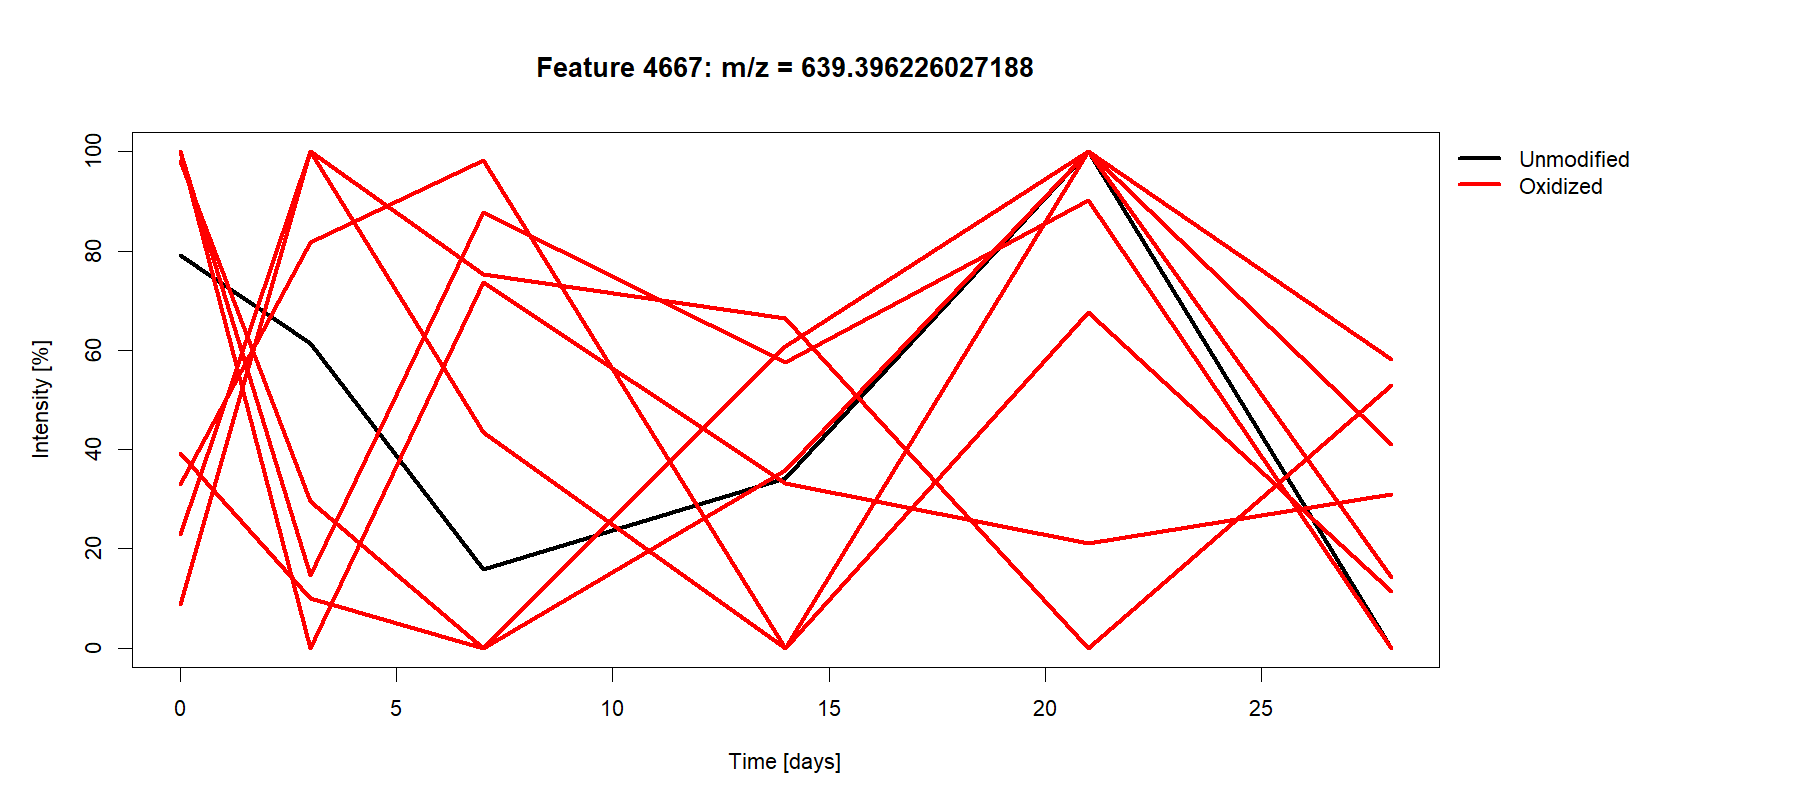 Feature 4667: m/z = 639.396226027188
Unmodified
Oxidized
Intensity [%]
100
80
60
40
20
0
0 5 10 15 20 25
Time [days]